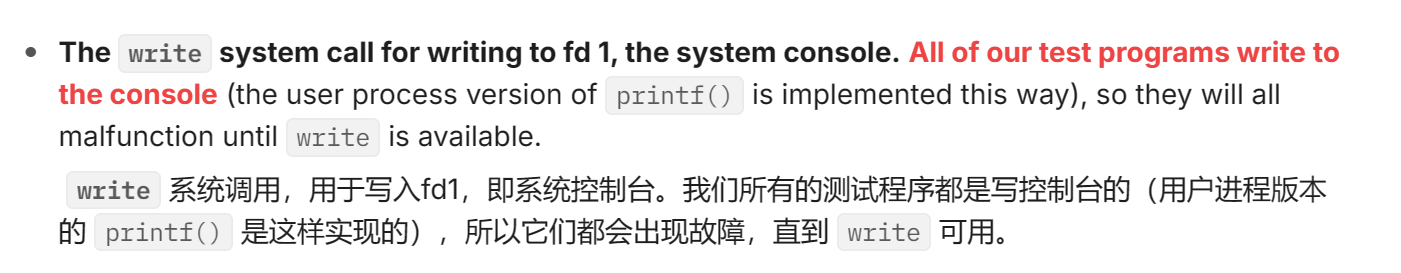 The write system call for writing to fd 1, the system console. All of our test programs write to
the console (the user process version of printf() is implemented this way), so they will all
malfunction until write is available.
write 系统调用，用于写入fd1，即系统控制台。我们所有的测试程序都是写控制台的（用户进程版本
的 printf() 是这样实现的），所以它们都会出现故障，直到 write 可用。